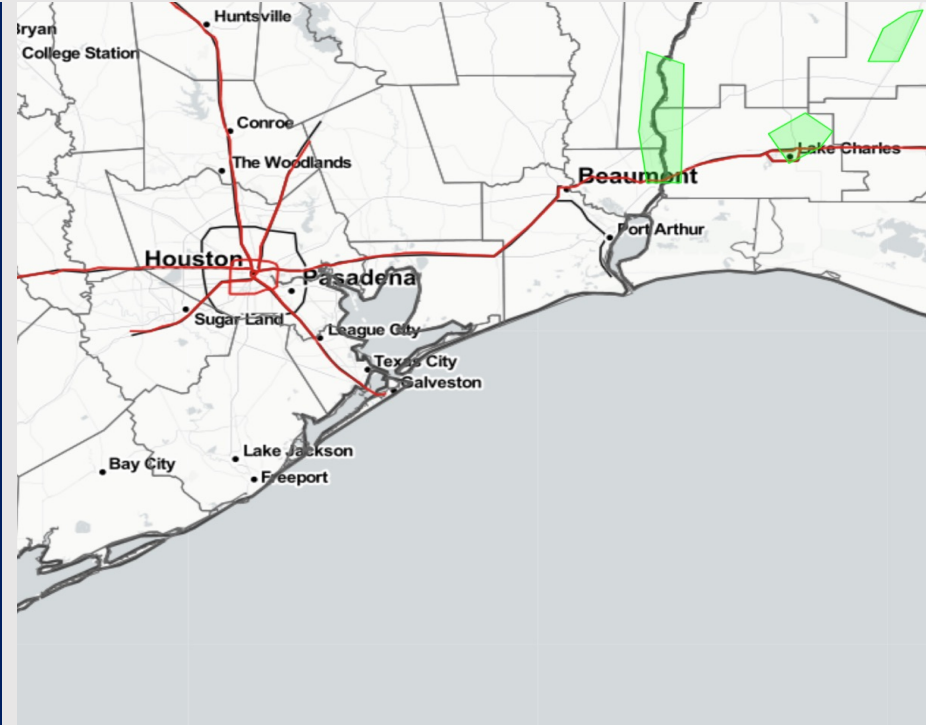 Huntsville
Bryan
College Station
Conroe
The Woodlands
Lake Charles
Beaumont
Port Arthur
Houston
Pasadena
Sugar Land
League City
Texas City
Galveston
Lake Jackson
Bay City
Freeport